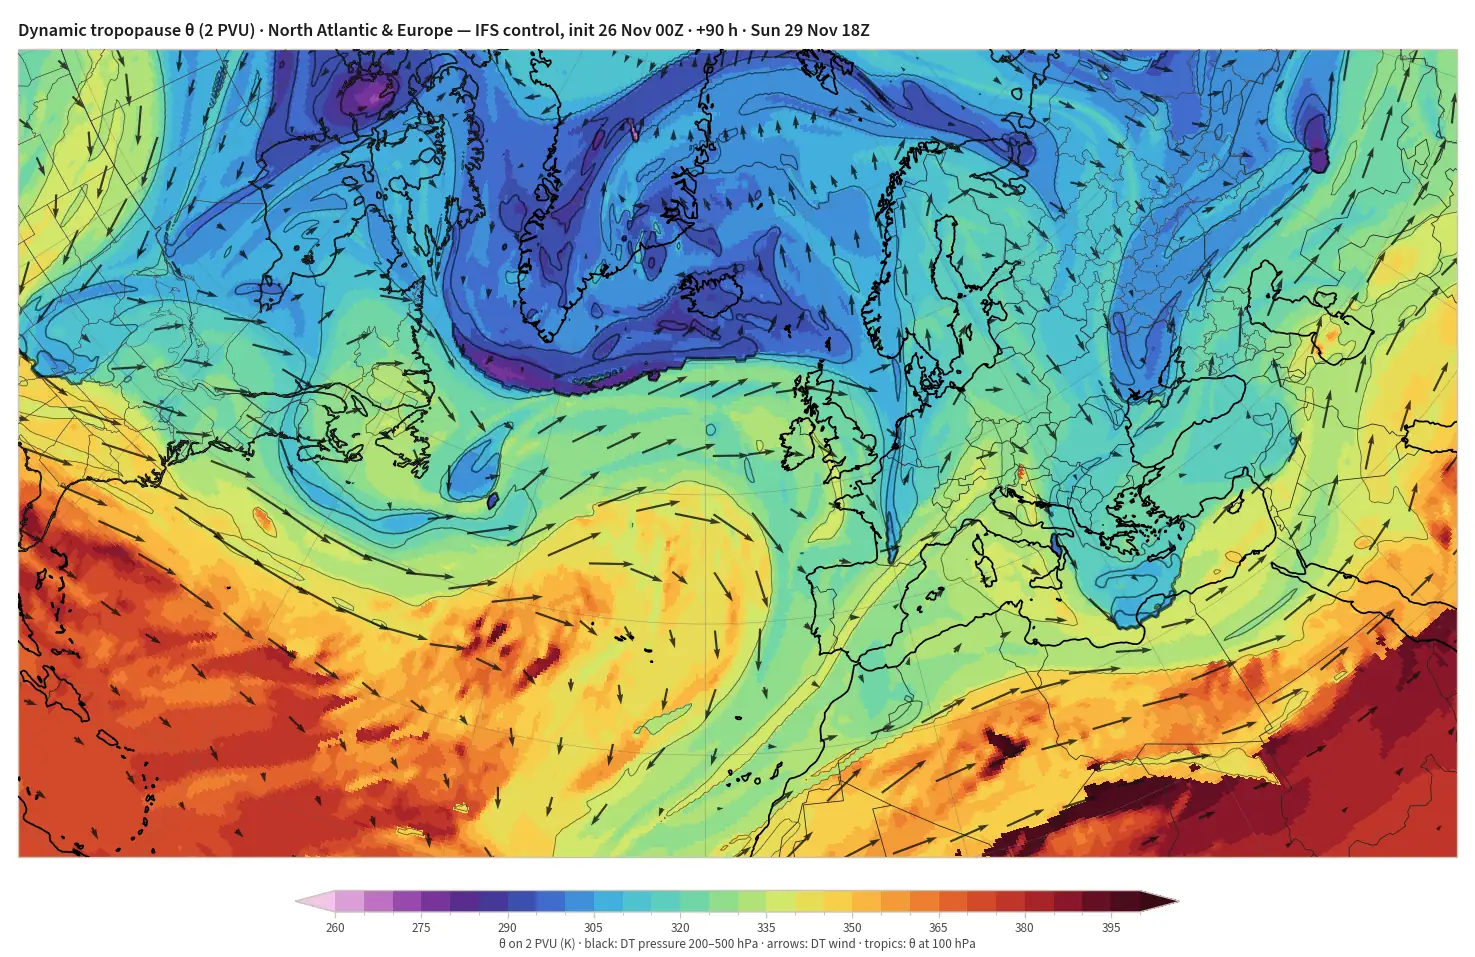 Dynamic tropopause θ (2 PVU) · North Atlantic & Europe — IFS control, init 26 Nov 00Z · +90 h · Sun 29 Nov 18Z
260 275 290 305 320 335 350 365 380 395
θ on 2 PVU (K) · black: DT pressure 200–500 hPa · arrows: DT wind · tropics: θ at 100 hPa